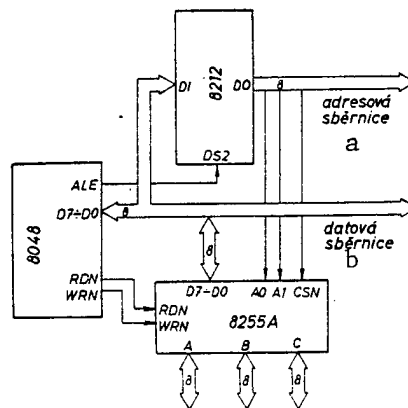 8212
DI
DO
8
adresová
sběrnice
a
DS2
ALE
D7÷D0
8
8048
datová
sběrnice
b
RDN
WRN
8
D7÷D0
A0 A1 CSN
RDN
WRN
8255A
A B C
8 8 8